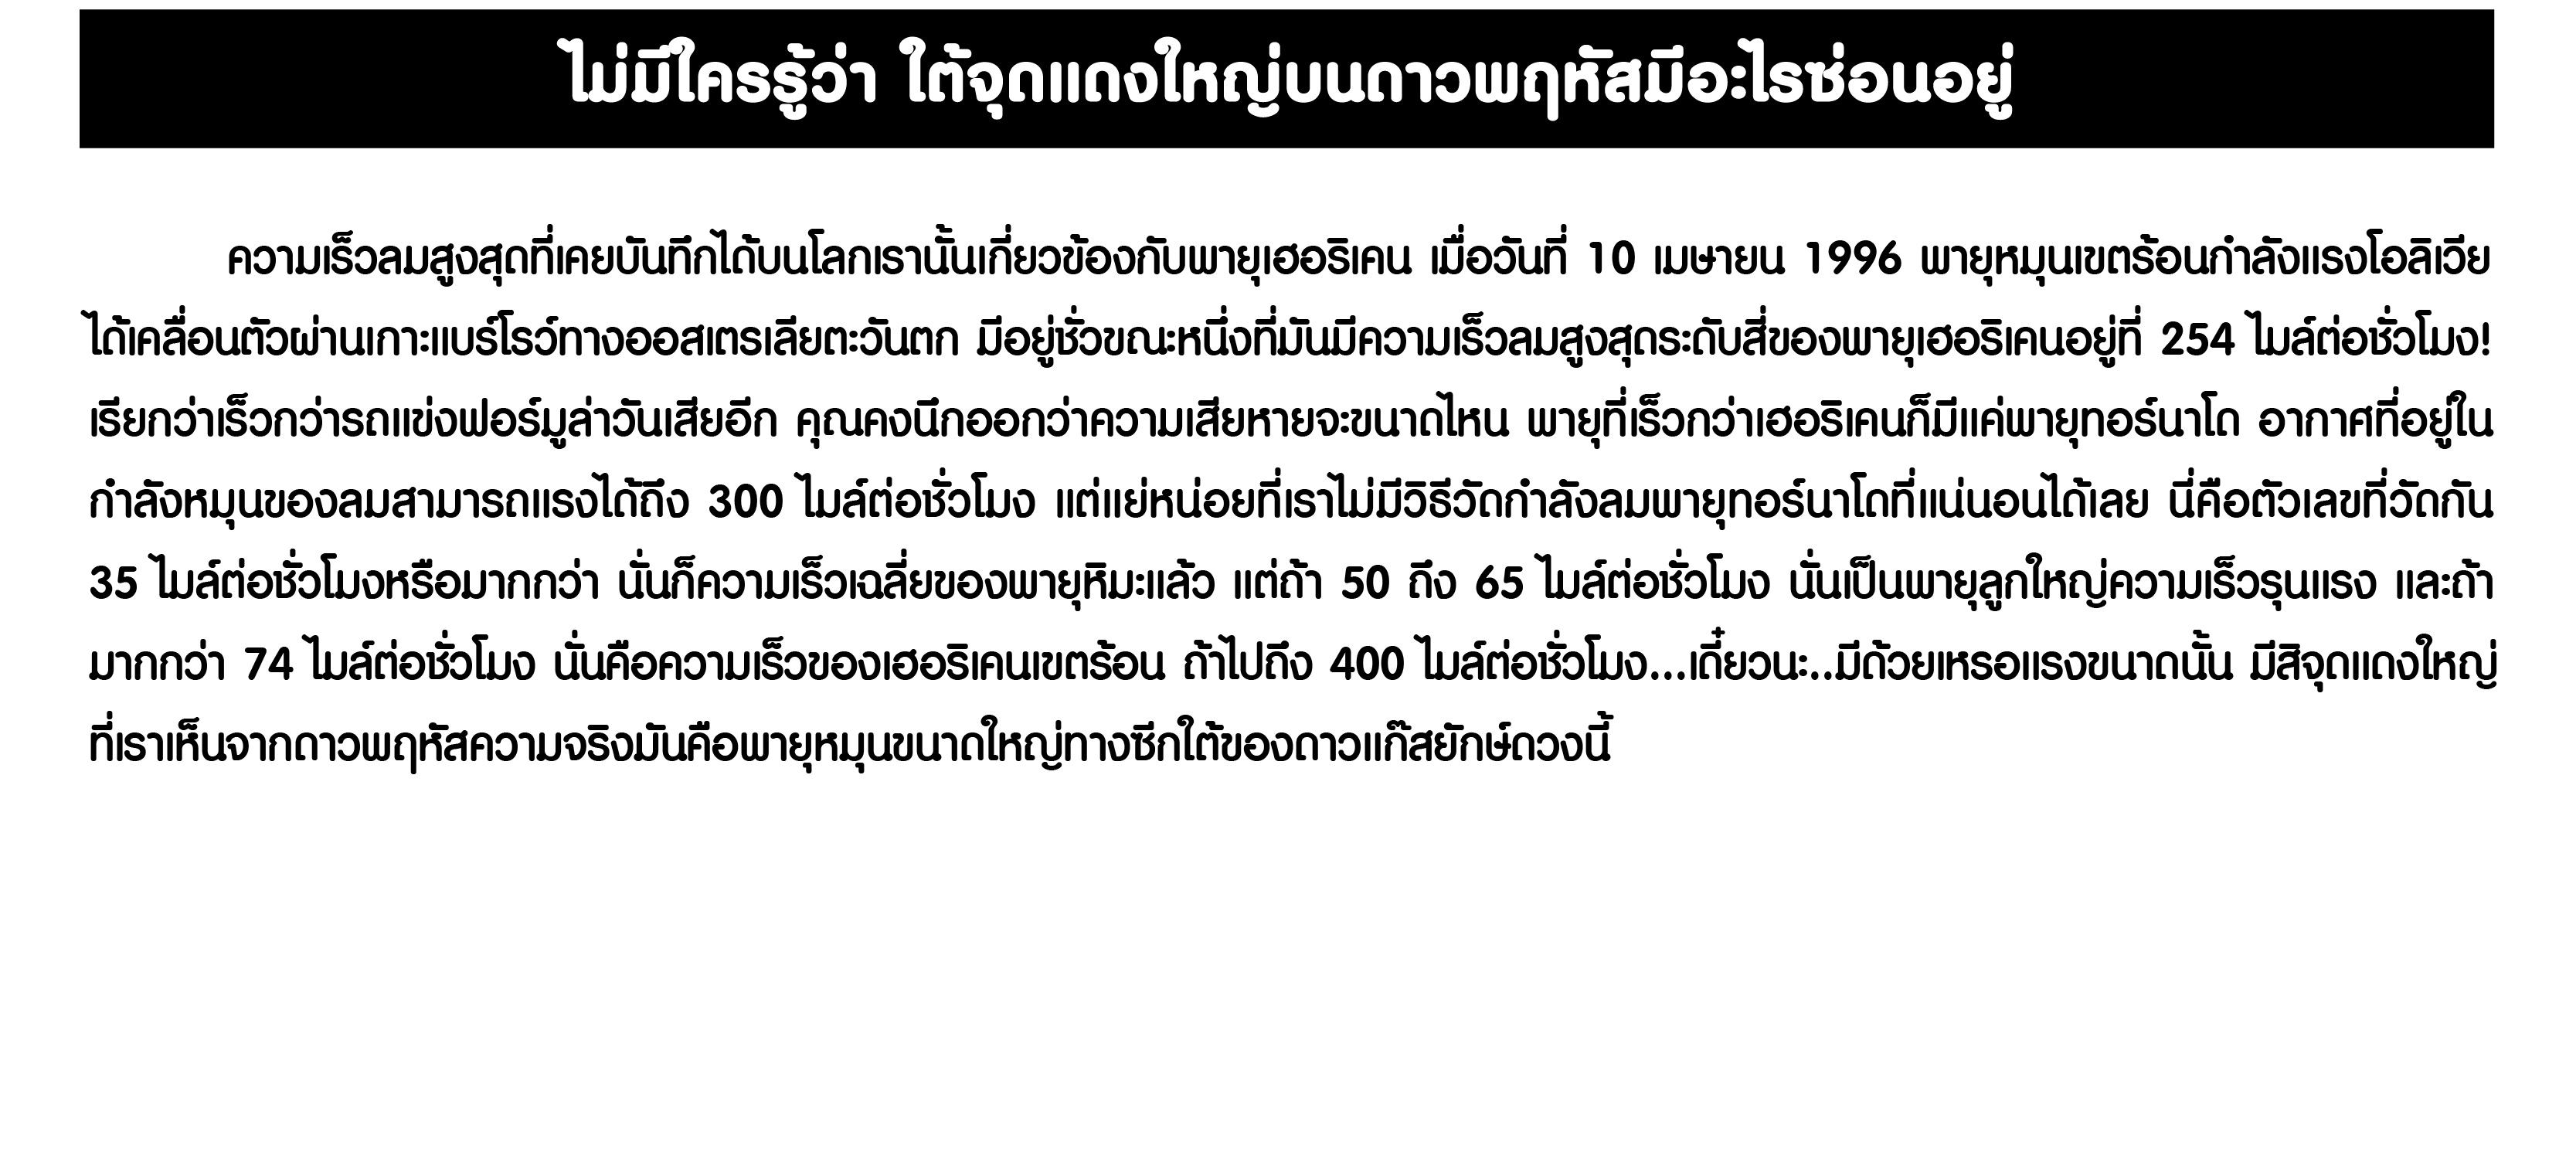 ไม่มีใครรู้ว่า ใต้จุดแดงใหญ่บนดาวพฤหัสมีอะไรซ่อนอยู่
ความเร็วลมสูงสุดที่เคยบันทึกได้บนโลกเรานั้นเกี่ยวข้องกับพายุเฮอริเคน เมื่อวันที่ 10 เมษายน 1996 พายุหมุนเขตร้อนกำลังแรงโอลิเวีย
ได้เคลื่อนตัวผ่านเกาะแบร์โรว์ทางออสเตรเลียตะวันตก มีอยู่ชั่วขณะหนึ่งที่มันมีความเร็วลมสูงสุดระดับสี่ของพายุเฮอริเคนอยู่ที่ 254 ไมล์ต่อชั่วโมง!
เรียกว่าเร็วกว่ารถแข่งฟอร์มูล่าวันเสียอีก คุณคงนึกออกว่าความเสียหายจะขนาดไหน พายุที่เร็วกว่าเฮอริเคนก็มีแค่พายุทอร์นาโด อากาศที่อยู่ใน
กำลังหมุนของลมสามารถแรงได้ถึง 300 ไมล์ต่อชั่วโมง แต่แย่หน่อยที่เราไม่มีวิธีวัดกำลังลมพายุทอร์นาโดที่แน่นอนได้เลย นี่คือตัวเลขที่วัดกัน
35 ไมล์ต่อชั่วโมงหรือมากกว่า นั่นก็ความเร็วเฉลี่ยของพายุหิมะแล้ว แต่ถ้า 50 ถึง 65 ไมล์ต่อชั่วโมง นั่นเป็นพายุลูกใหญ่ความเร็วรุนแรง และถ้า
มากกว่า 74 ไมล์ต่อชั่วโมง นั่นคือความเร็วของเฮอริเคนเขตร้อน ถ้าไปถึง 400 ไมล์ต่อชั่วโมง...เดี๋ยวนะ..มีด้วยเหรอแรงขนาดนั้น มีสิจุดแดงใหญ่
ที่เราเห็นจากดาวพฤหัสความจริงมันคือพายุหมุนขนาดใหญ่ทางซีกใต้ของดาวแก๊สยักษ์ดวงนี้